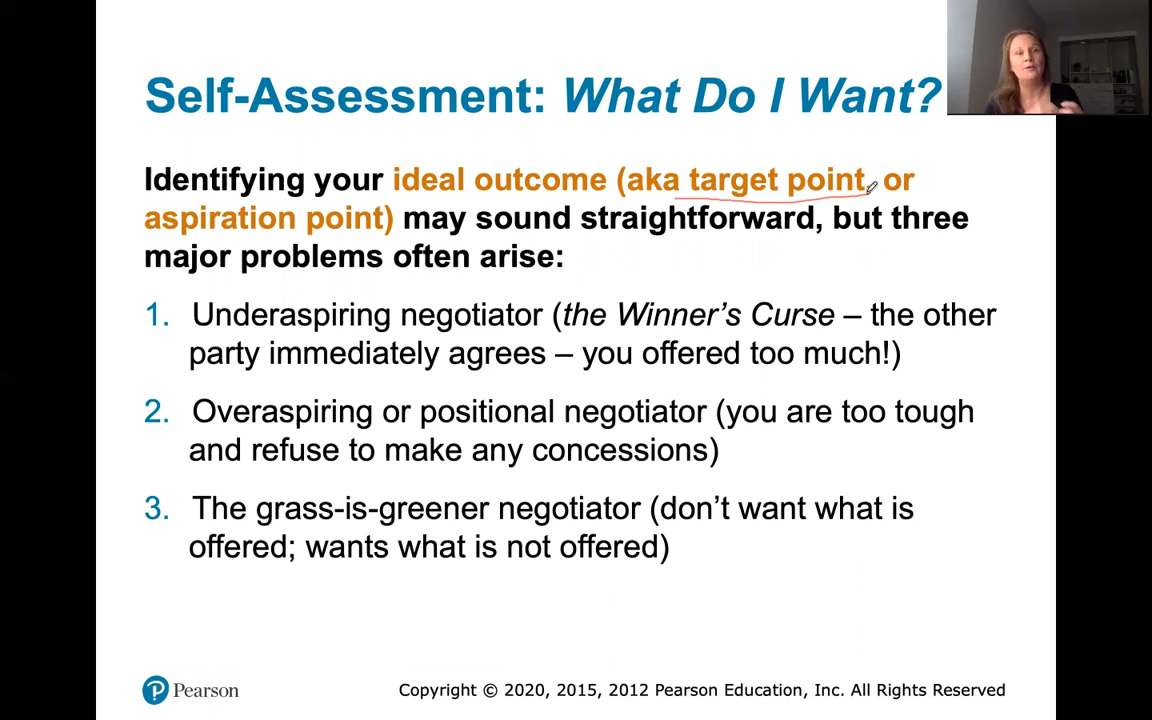 Self-Assessment: What Do I Want?
Identifying your ideal outcome (aka target point, or
aspiration point) may sound straightforward, but three
major problems often arise:
1. Underaspiring negotiator (the Winner’s Curse – the other
party immediately agrees – you offered too much!)
2. Overaspiring or positional negotiator (you are too tough
and refuse to make any concessions)
3. The grass-is-greener negotiator (don’t want what is
offered; wants what is not offered)
P Pearson
Copyright © 2020, 2015, 2012 Pearson Education, Inc. All Rights Reserved